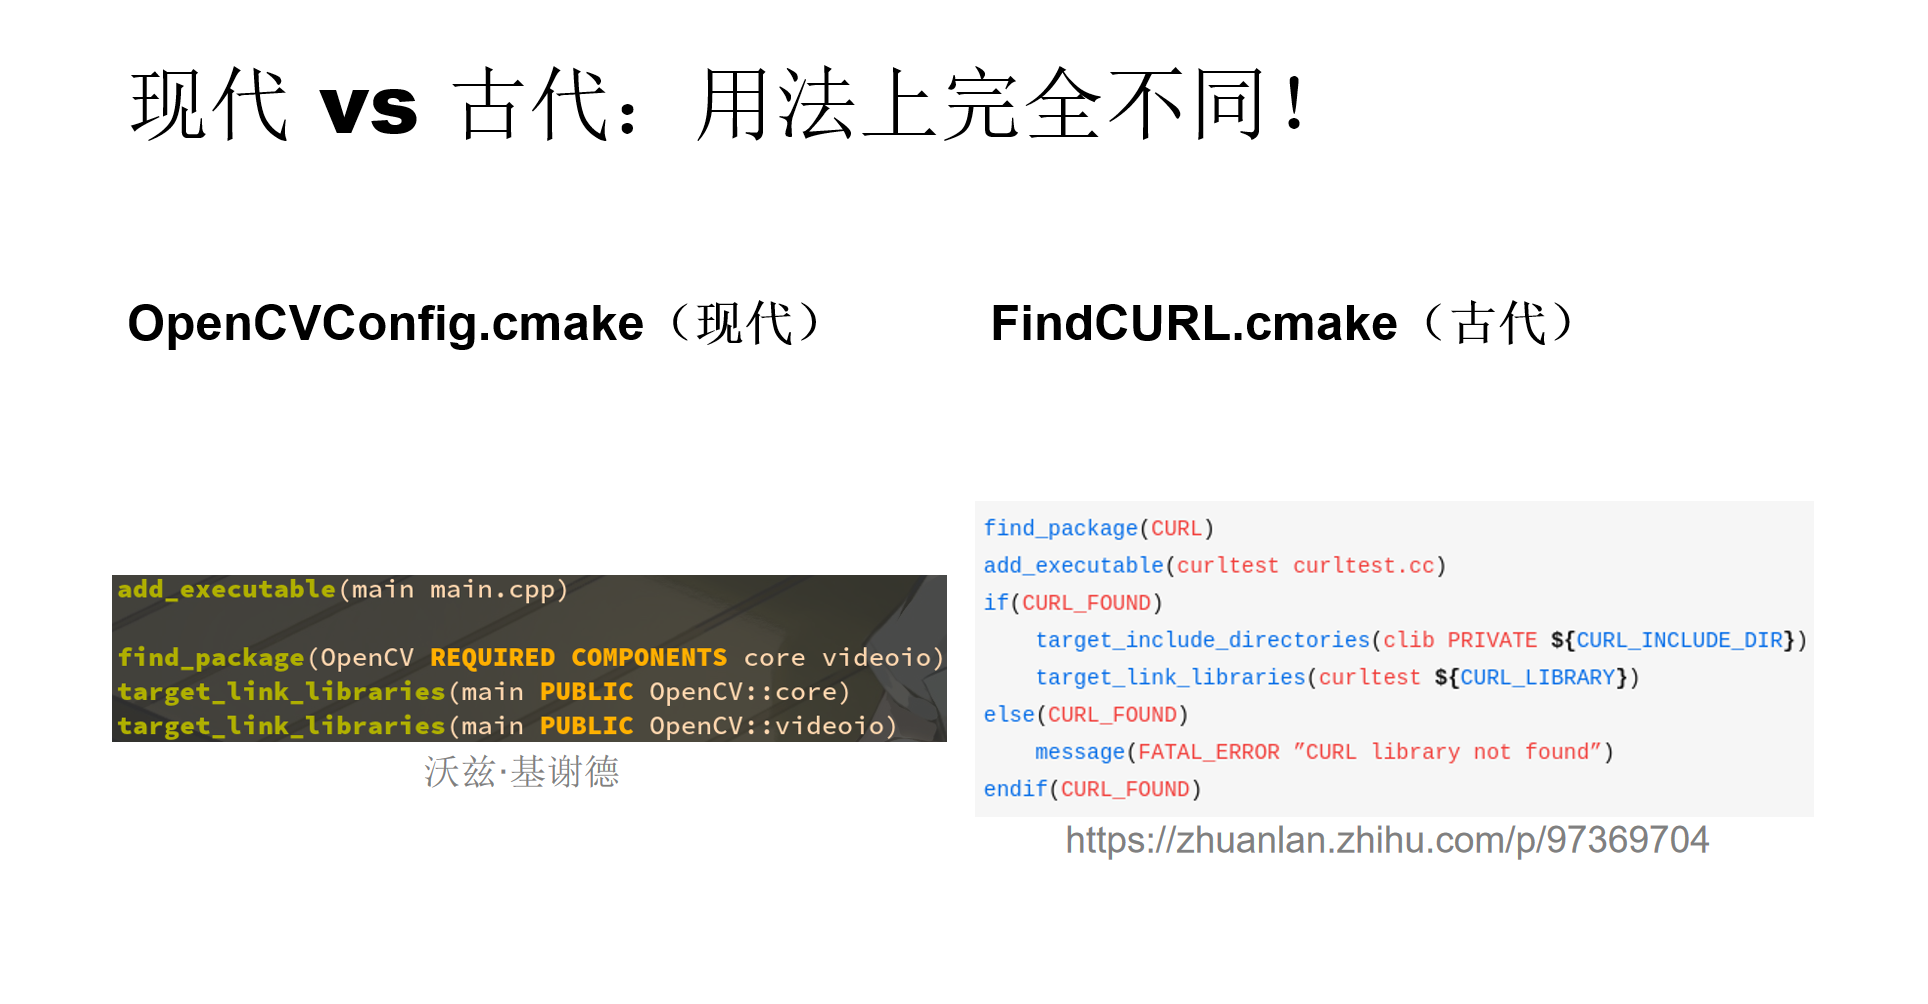 现代 vs 古代：用法上完全不同！
OpenCVConfig.cmake（现代）
add_executable(main main.cpp)
find_package(OpenCV REQUIRED COMPONENTS core videoio)
target_link_libraries(main PUBLIC OpenCV::core)
target_link_libraries(main PUBLIC OpenCV::videoio)
沃兹·基谢德
FindCURL.cmake（古代）
find_package(CURL)
add_executable(curltest curltest.cc)
if(CURL_FOUND)
    target_include_directories(clib PRIVATE ${CURL_INCLUDE_DIR})
    target_link_libraries(curltest ${CURL_LIBRARY})
else(CURL_FOUND)
    message(FATAL_ERROR ”CURL library not found”)
endif(CURL_FOUND)
https://zhuanlan.zhihu.com/p/97369704